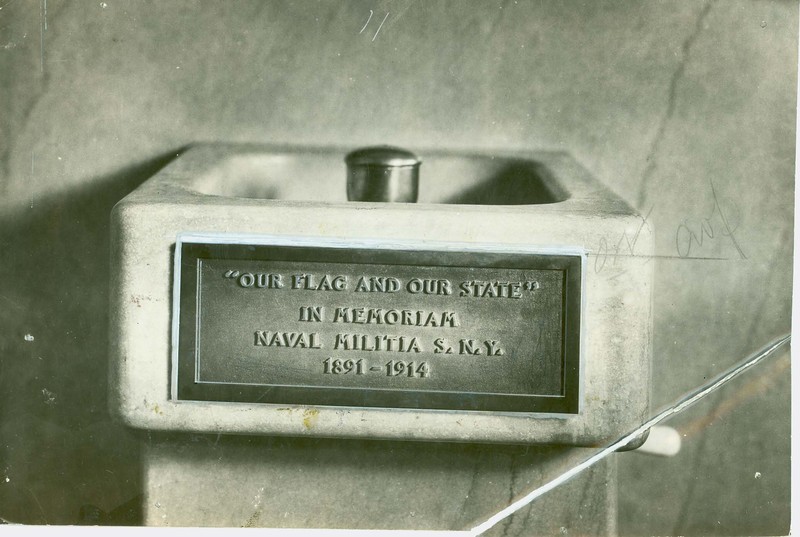 “OUR FLAG AND OUR STATE”
IN MEMORIAM
NAVAL MILITIA S. N. Y.
1891 - 1914